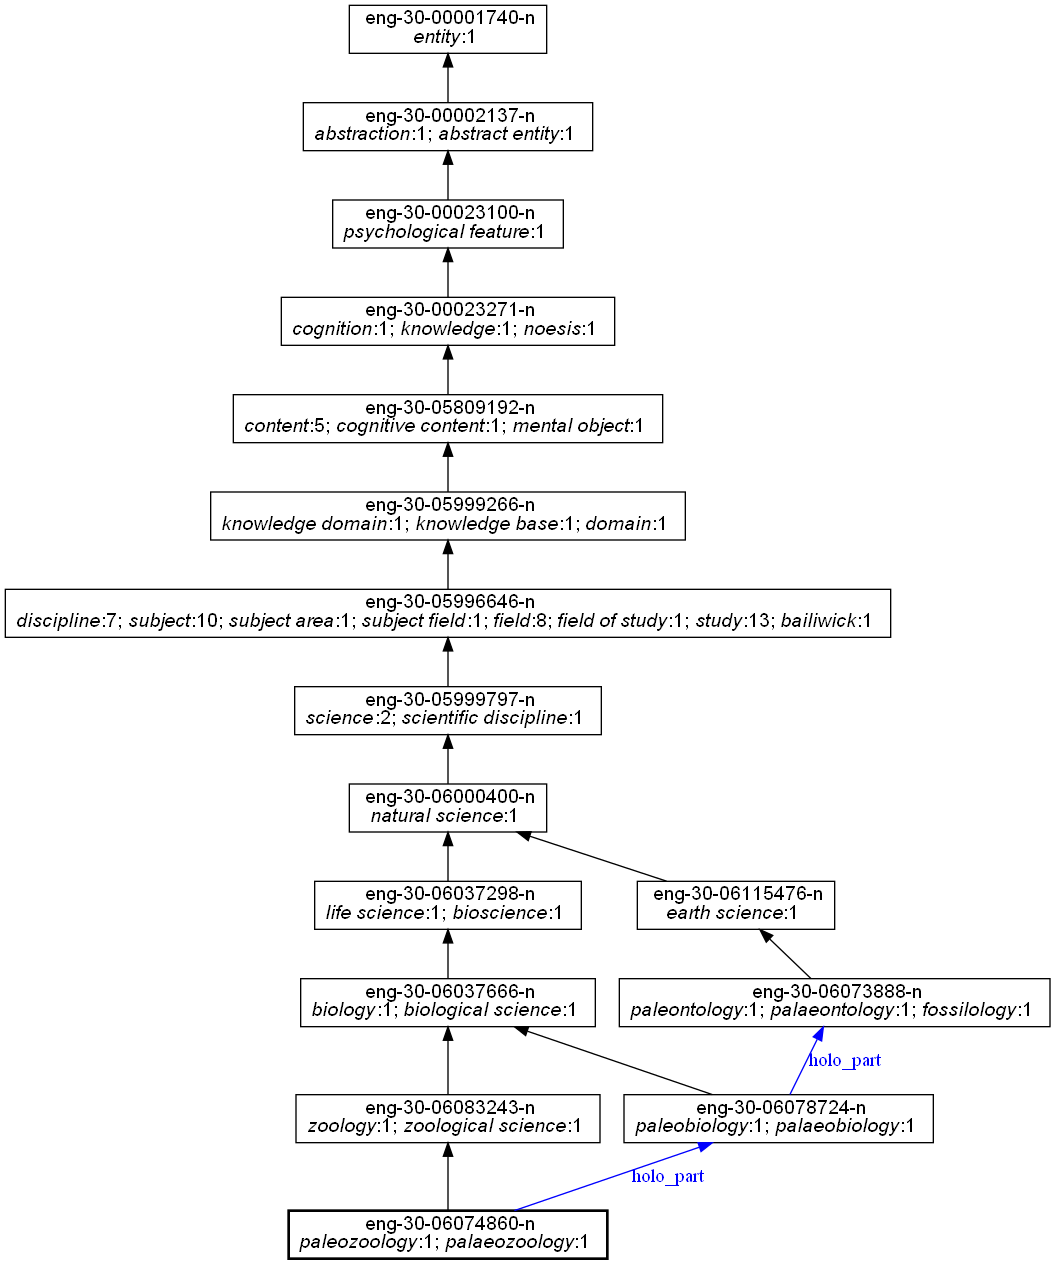 eng-30-00001740-n
entity:1
eng-30-00002137-n
abstraction:1; abstract entity:1
eng-30-00023100-n
psychological feature:1
eng-30-00023271-n
cognition:1; knowledge:1; noesis:1
eng-30-05809192-n
content:5; cognitive content:1; mental object:1
eng-30-05999266-n
knowledge domain:1; knowledge base:1; domain:1
eng-30-05996646-n
discipline:7; subject:10; subject area:1; subject field:1; field:8; field of study:1; study:13; bailiwick:1
eng-30-05999797-n
science:2; scientific discipline:1
eng-30-06000400-n
natural science:1
eng-30-06037298-n
life science:1; bioscience:1
eng-30-06115476-n
earth science:1
eng-30-06037666-n
biology:1; biological science:1
eng-30-06073888-n
paleontology:1; palaeontology:1; fossilology:1
holo_part
eng-30-06083243-n
zoology:1; zoological science:1
eng-30-06078724-n
paleobiology:1; palaeobiology:1
holo_part
eng-30-06074860-n
paleozoology:1; palaeozoology:1